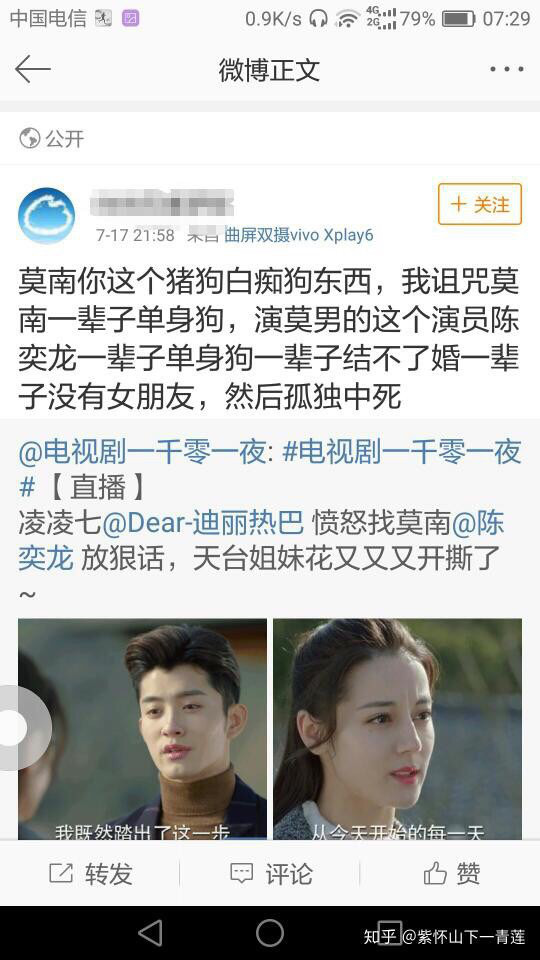 中国电信
0.9K/s
4G
2G
79%
07:29
微博正文
公开
7-17 21:58 来自 曲屏双摄vivo Xplay6
+ 关注
莫南你这个猪狗白痴狗东西，我诅咒莫
南一辈子单身狗，演莫男的这个演员陈
奕龙一辈子单身狗一辈子结不了婚一辈
子没有女朋友，然后孤独中死
@电视剧一千零一夜: #电视剧一千零一夜
#【直播】
凌凌七@Dear-迪丽热巴 愤怒找莫南@陈
奕龙 放狠话，天台姐妹花又又又开撕了
~
我既然踏出了这一步
从今天开始的每一天
转发
评论
赞
知乎 @紫怀山下一青莲